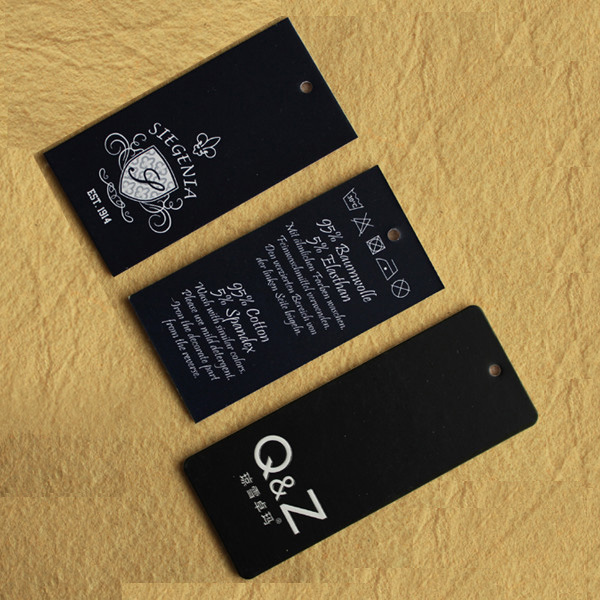 SIEGENIA
S
EST. 1914
95% Baumwolle
5% Elasthan
Mit ähnlichen Farben waschen.
Feinwaschmittel verwenden.
Den verzierten Bereich von
der linken Seite bügeln.
95% Cotton
5% Spandex
Wash with similar colors.
Please use mild detergent.
-Iron the decorate part
from the reverse.
Q&Z
琼雪卓玛®